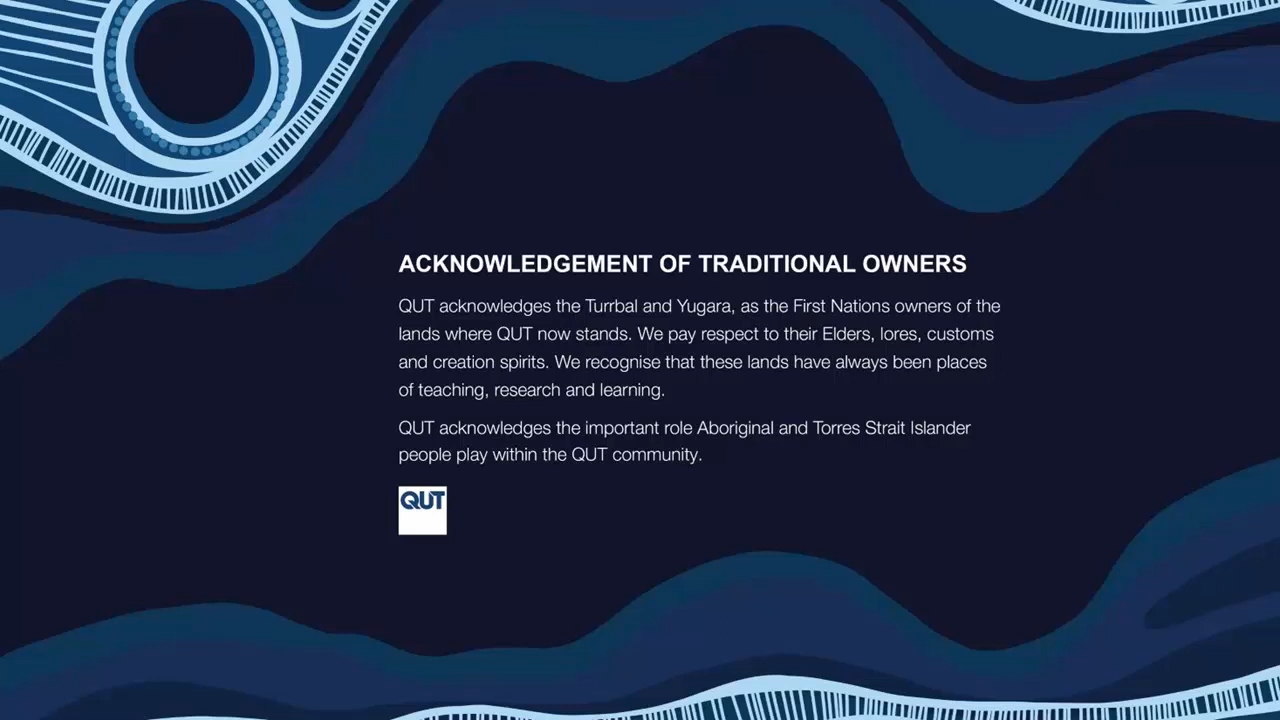 ACKNOWLEDGEMENT OF TRADITIONAL OWNERS
QUT acknowledges the Turrbal and Yugara, as the First Nations owners of the
lands where QUT now stands. We pay respect to their Elders, lores, customs
and creation spirits. We recognise that these lands have always been places
of teaching, research and learning.
QUT acknowledges the important role Aboriginal and Torres Strait Islander
people play within the QUT community.
QUT